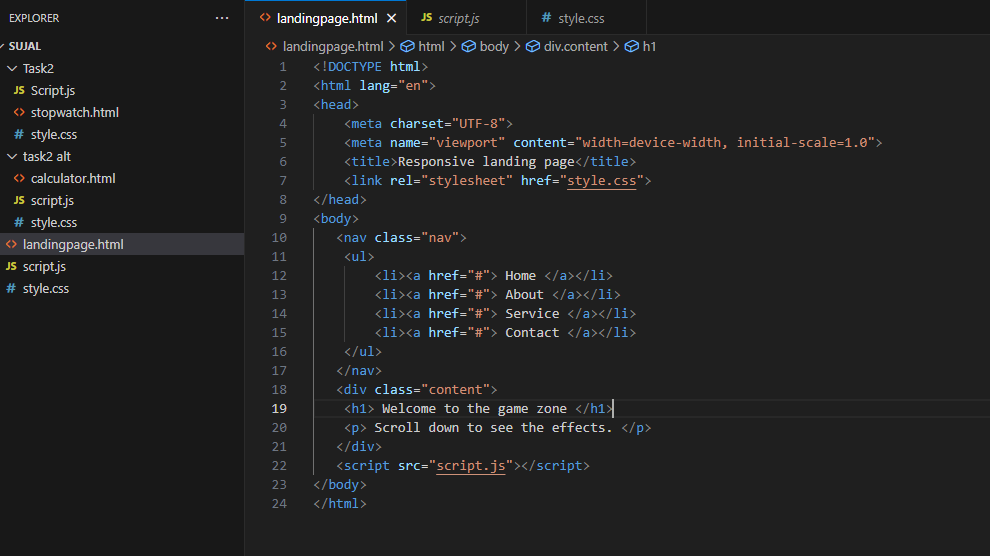 EXPLORER ...
SUJAL
Task2
JS Script.js
<> stopwatch.html
# style.css
task2 alt
<> calculator.html
JS script.js
# style.css
<> landingpage.html
JS script.js
# style.css
<> landingpage.html × JS script.js # style.css
<> landingpage.html > html > body > div.content > h1
1 <!DOCTYPE html>
2 <html lang="en">
3 <head>
4     <meta charset="UTF-8">
5     <meta name="viewport" content="width=device-width, initial-scale=1.0">
6     <title>Responsive landing page</title>
7     <link rel="stylesheet" href="style.css">
8 </head>
9 <body>
10    <nav class="nav">
11     <ul>
12         <li><a href="#"> Home </a></li>
13         <li><a href="#"> About </a></li>
14         <li><a href="#"> Service </a></li>
15         <li><a href="#"> Contact </a></li>
16     </ul>
17    </nav>
18    <div class="content">
19     <h1> Welcome to the game zone </h1>
20     <p> Scroll down to see the effects. </p>
21    </div>
22    <script src="script.js"></script>
23 </body>
24 </html>